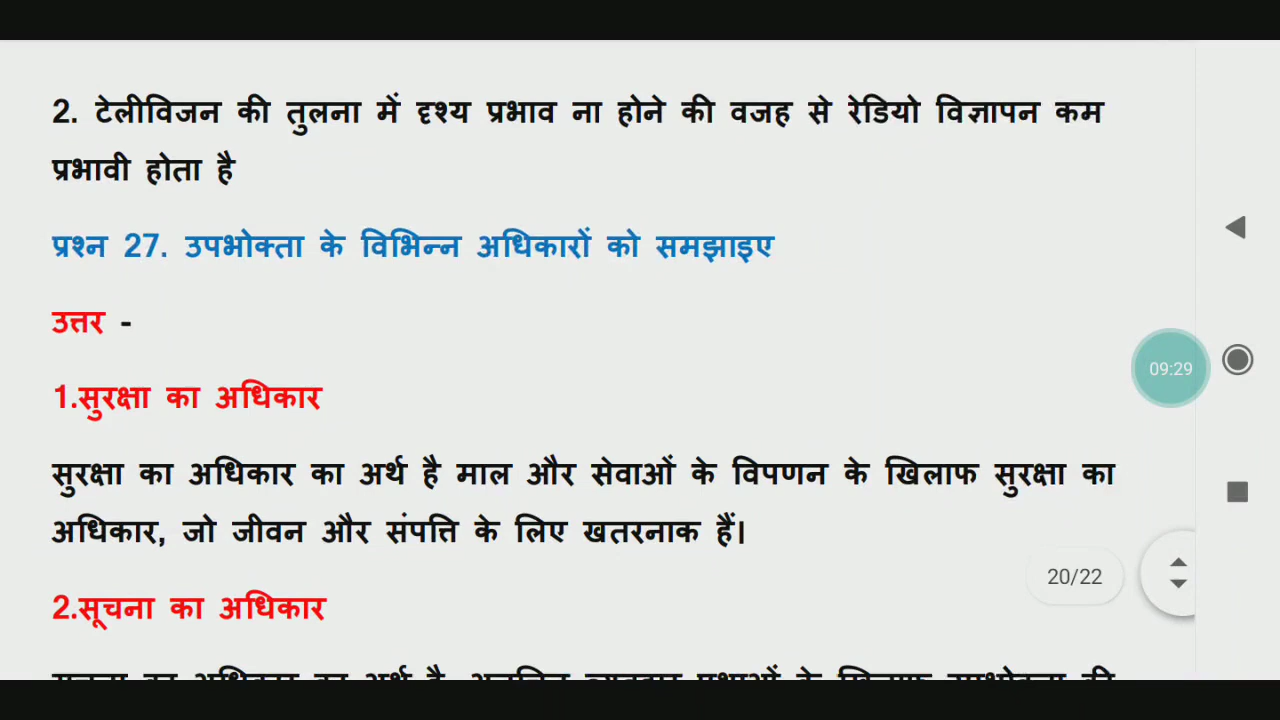 2. टेलीविजन की तुलना में दृश्य प्रभाव ना होने की वजह से रेडियो विज्ञापन कम
प्रभावी होता है
प्रश्न 27. उपभोक्ता के विभिन्न अधिकारों को समझाइए
उत्तर -
1.सुरक्षा का अधिकार
सुरक्षा का अधिकार का अर्थ है माल और सेवाओं के विपणन के खिलाफ सुरक्षा का
अधिकार, जो जीवन और संपत्ति के लिए खतरनाक हैं।
09:29
20/22
2.सूचना का अधिकार